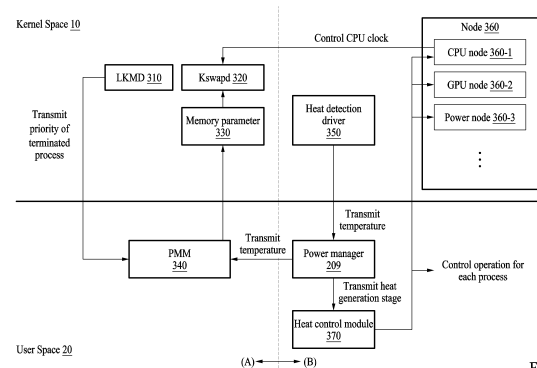 Kernel Space 10
Node 360
Control CPU clock
CPU node 360-1
LKMD 310
Kswapd 320
GPU node 360-2
Transmit
priority of
terminated
process
Memory parameter
330
Heat detection
driver
350
Power node 360-3
Transmit
temperature
PMM
340
Transmit
temperature
Power manager
209
Control operation for
each process
Transmit heat
generation stage
Heat control module
370
User Space 20
(A)
(B)